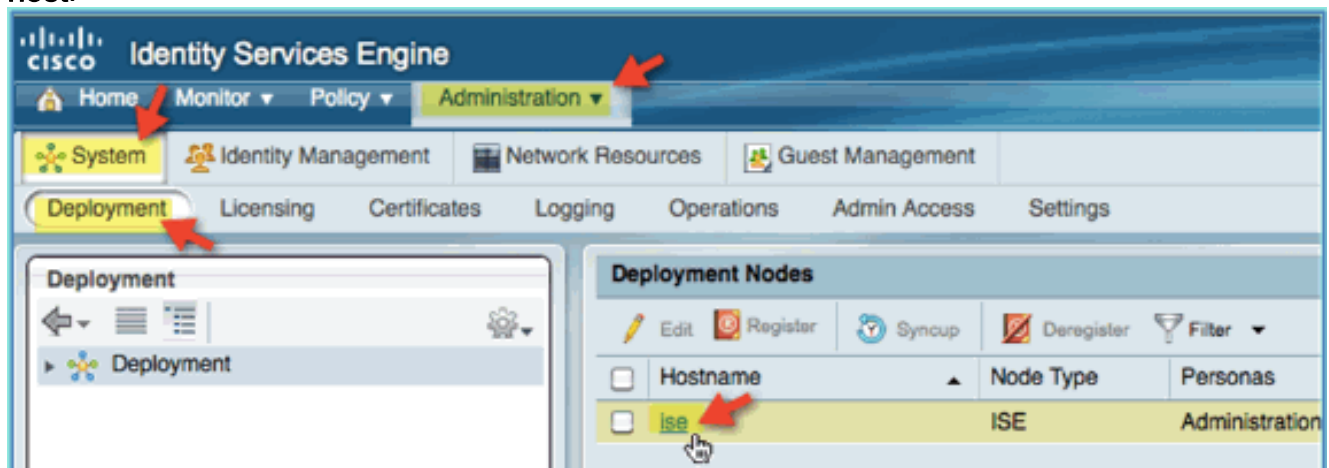 host.
CISCO Identity Services Engine
Home Monitor Policy Administration
System Identity Management Network Resources Guest Management
Deployment Licensing Certificates Logging Operations Admin Access Settings
Deployment
Deployment
Deployment Nodes
Edit Register Syncup Deregister Filter
Hostname Node Type Personas
ise ISE Administration